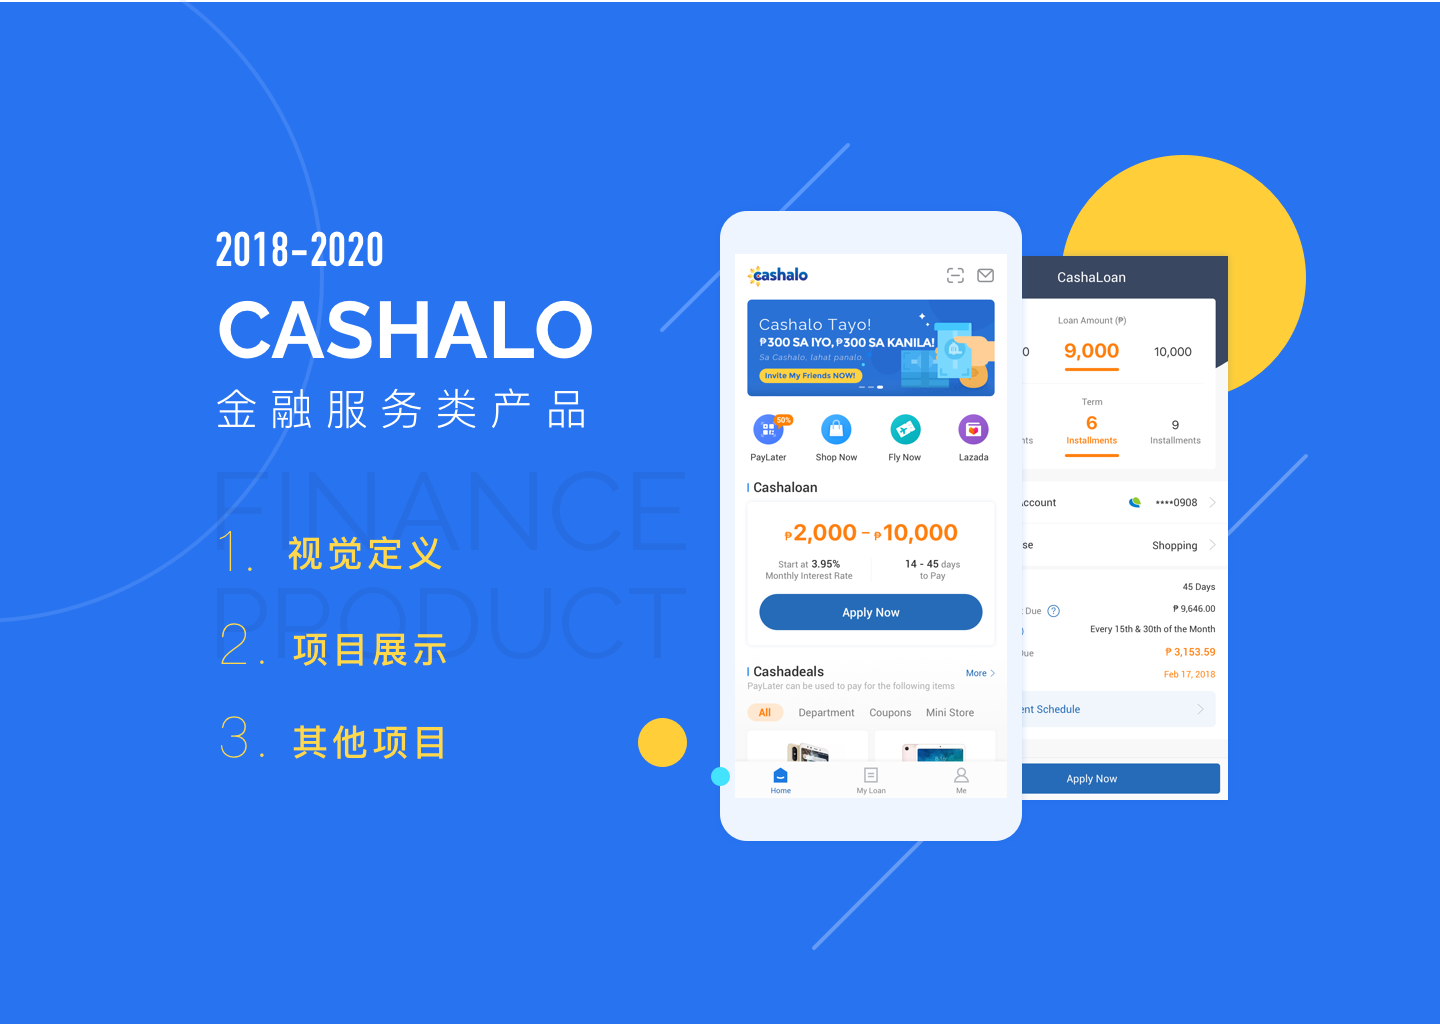 2018-2020
CASHALO
金融服务类产品
FINANCE
PRODUCT
1. 视觉定义
2. 项目展示
3. 其他项目
cashalo
Cashalo Tayo!
₱300 SA IYO, ₱300 SA KANILA!
Sa Cashalo, lahat panalo.
Invite My Friends NOW!
50%
PayLater
Shop Now
Fly Now
Lazada
Cashaloan
₱2,000 - ₱10,000
Start at 3.95%
Monthly Interest Rate
14 - 45 days
to Pay
Apply Now
Cashadeals
More
PayLater can be used to pay for the following items
All
Department
Coupons
Mini Store
Home
My Loan
Me
CashaLoan
Loan Amount (₱)
0
9,000
10,000
Term
6
9
nts
Installments
Installments
ccount
****0908
se
Shopping
45 Days
Due
?
₱ 9,646.00
Every 15th & 30th of the Month
ue
₱ 3,153.59
Feb 17, 2018
nt Schedule
Apply Now